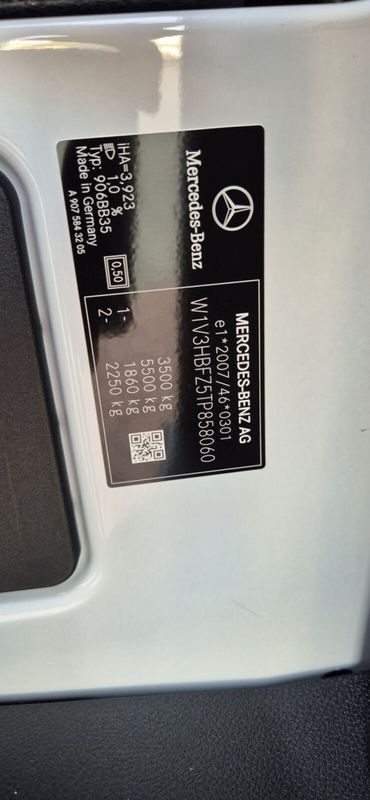 Mercedes-Benz
iHA=3,923
1,0 %
Typ: 906BB35
Made in Germany
A 907 584 32 05
0,50
MERCEDES-BENZ AG
e1*2007/46*0301
W1V3HBFZ5TP858060
3500 kg
5500 kg
1- 1860 kg
2- 2250 kg